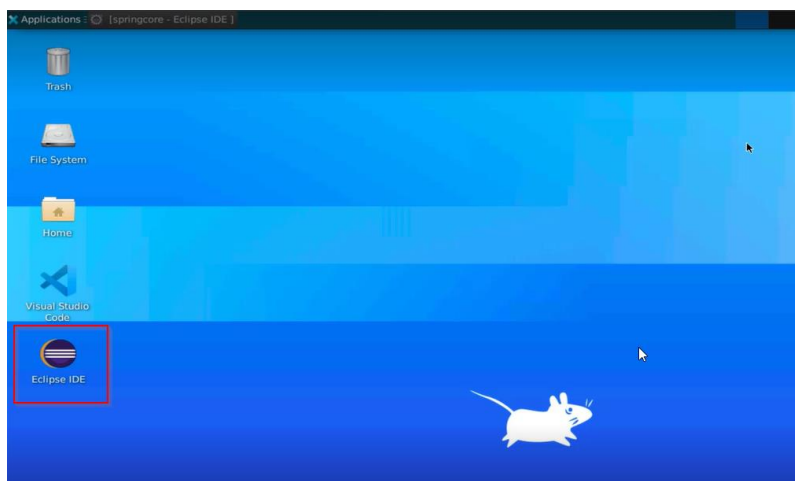 Applications : [springcore - Eclipse IDE ]
Trash
File System
Home
Visual Studio
Code
Eclipse IDE